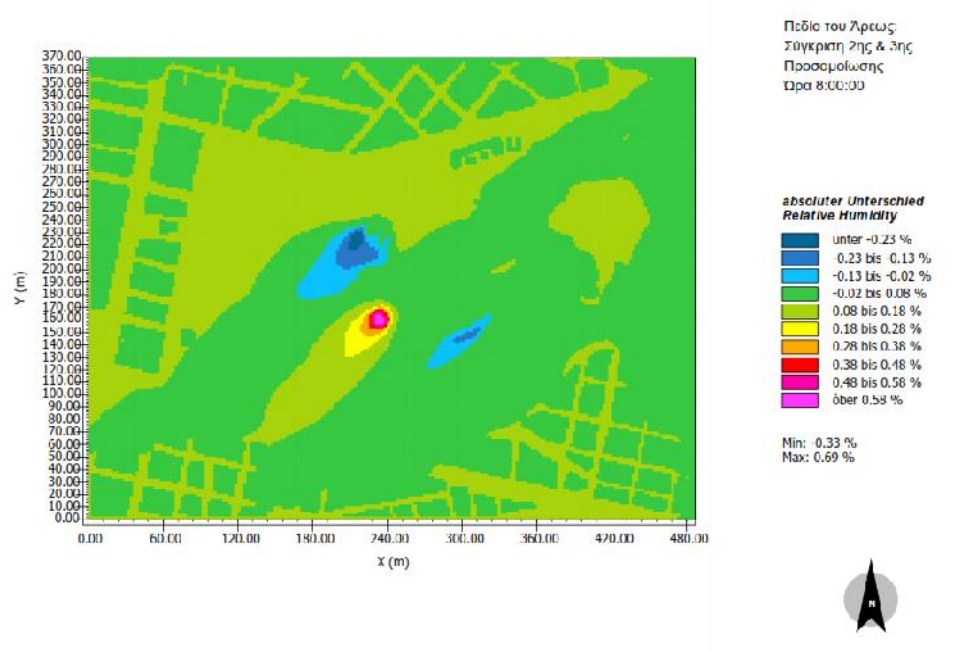 Πεδίο του Άρεως:
Σύγκριση 2ης & 3ης
Προσομοίωσης
Ώρα 8:00:00
absoluter Unterschied
Relative Humidity
unter -0.23 %
-0.23 bis -0.13 %
-0.13 bis -0.02 %
-0.02 bis 0.08 %
0.08 bis 0.18 %
0.18 bis 0.28 %
0.28 bis 0.38 %
0.38 bis 0.48 %
0.48 bis 0.58 %
öber 0.58 %
Min: -0.33 %
Max: 0.69 %
N
370.00
360.00
350.00
340.00
330.00
320.00
310.00
300.00
290.00
280.00
270.00
260.00
250.00
240.00
230.00
220.00
210.00
200.00
190.00
180.00
170.00
160.00
150.00
140.00
130.00
120.00
110.00
100.00
90.00
80.00
70.00
60.00
50.00
40.00
30.00
20.00
10.00
0.00
Y (m)
0.00 60.00 120.00 180.00 240.00 300.00 360.00 420.00 480.00
X (m)